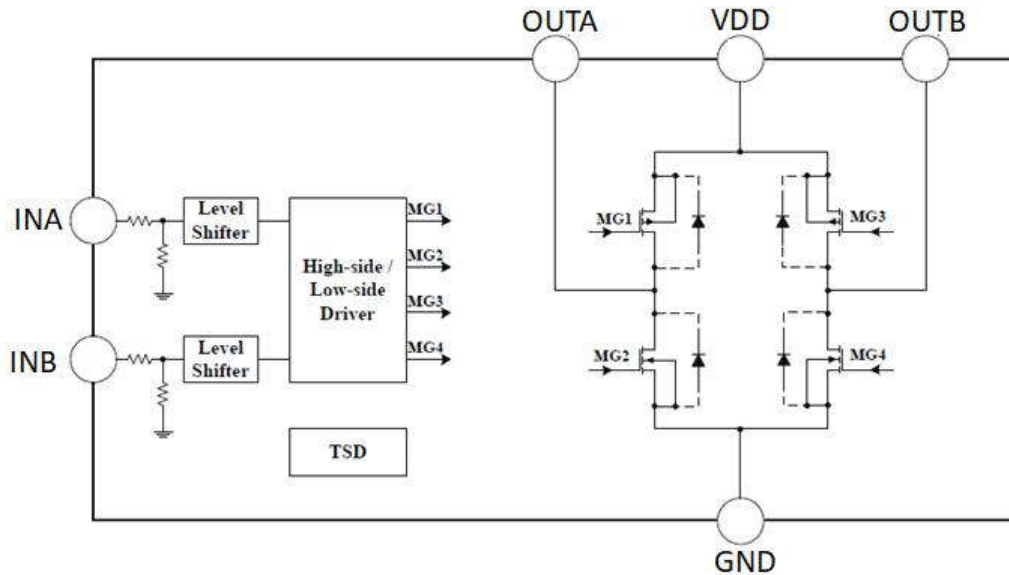 OUTA
VDD
OUTB
INA
Level
Shifter
MG1
MG2
MG3
MG4
High-side /
Low-side
Driver
INB
Level
Shifter
TSD
MG1
MG3
MG2
MG4
GND